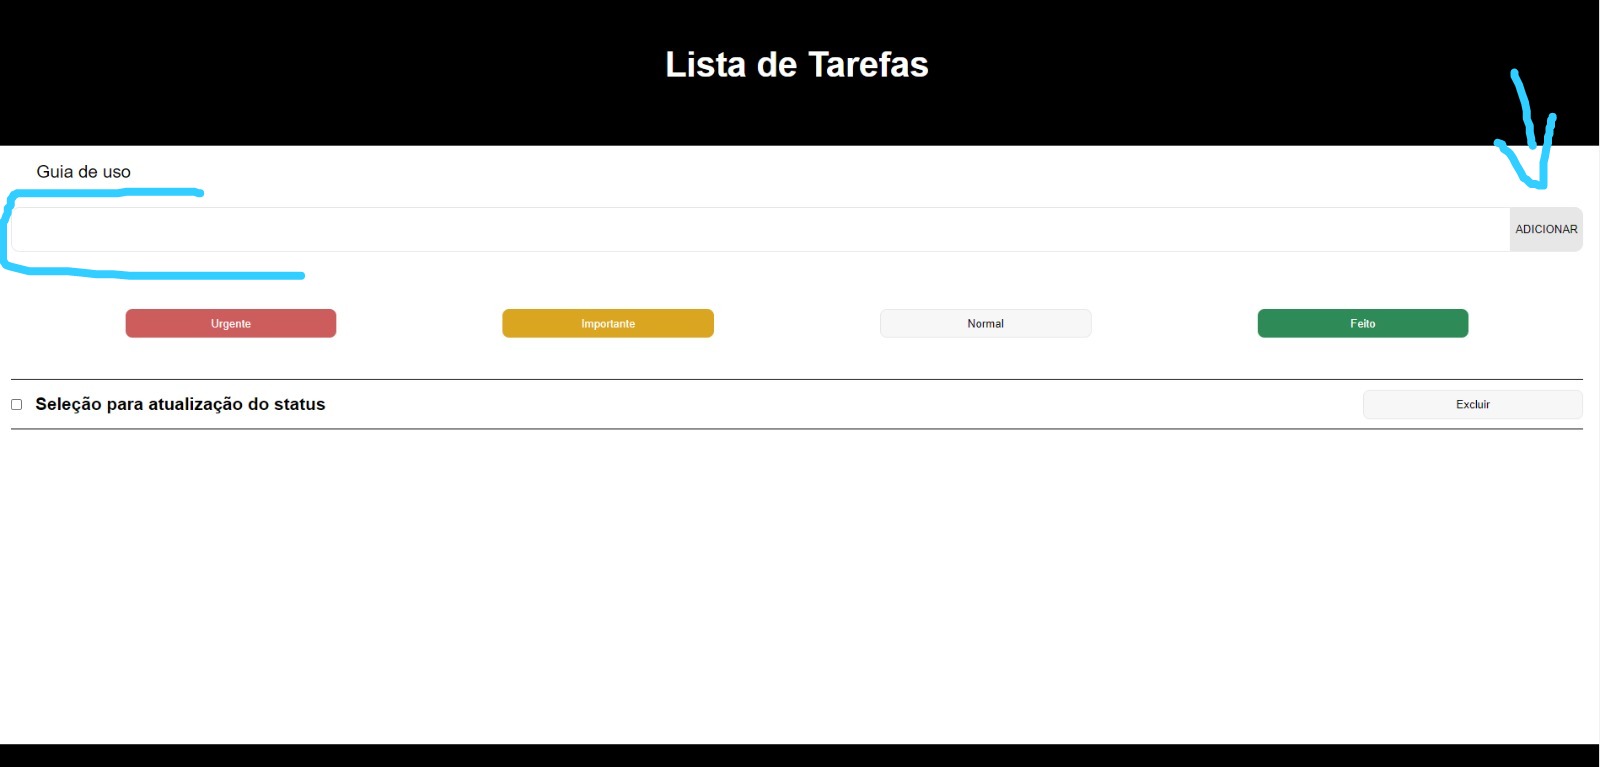 Lista de Tarefas
Guia de uso
ADICIONAR
Urgente
Importante
Normal
Feito
Seleção para atualização do status
Excluir